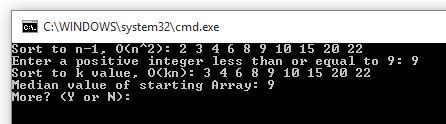 C:\WINDOWS\system32\cmd.exe
Sort to n-1, O(n^2): 2 3 4 6 8 9 10 15 20 22
Enter a positive integer less than or equal to 9: 9
Sort to k value, O(kn): 3 4 6 8 9 10 15 20 22
Median value of starting Array: 9
More? (Y or N):